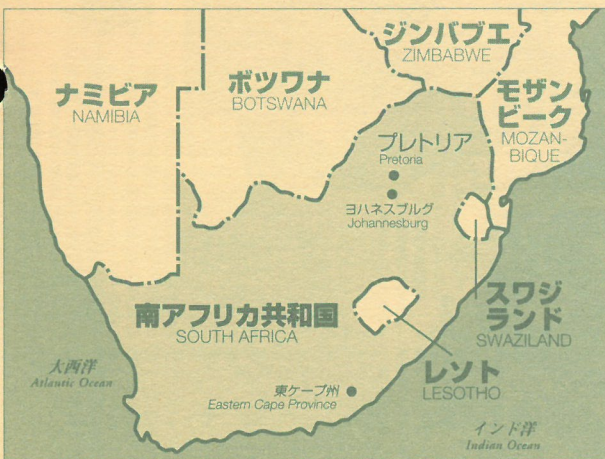 ジンバブエ
ZIMBABWE
ナミビア
NAMIBIA
ボツワナ
BOTSWANA
モザン
ビーク
MOZAN-
BIQUE
プレトリア
Pretoria
ヨハネスブルグ
Johannesburg
南アフリカ共和国
SOUTH AFRICA
スワジ
ランド
SWAZILAND
レソト
LESOTHO
大西洋
Atlantic Ocean
東ケープ州
Eastern Cape Province
インド洋
Indian Ocean